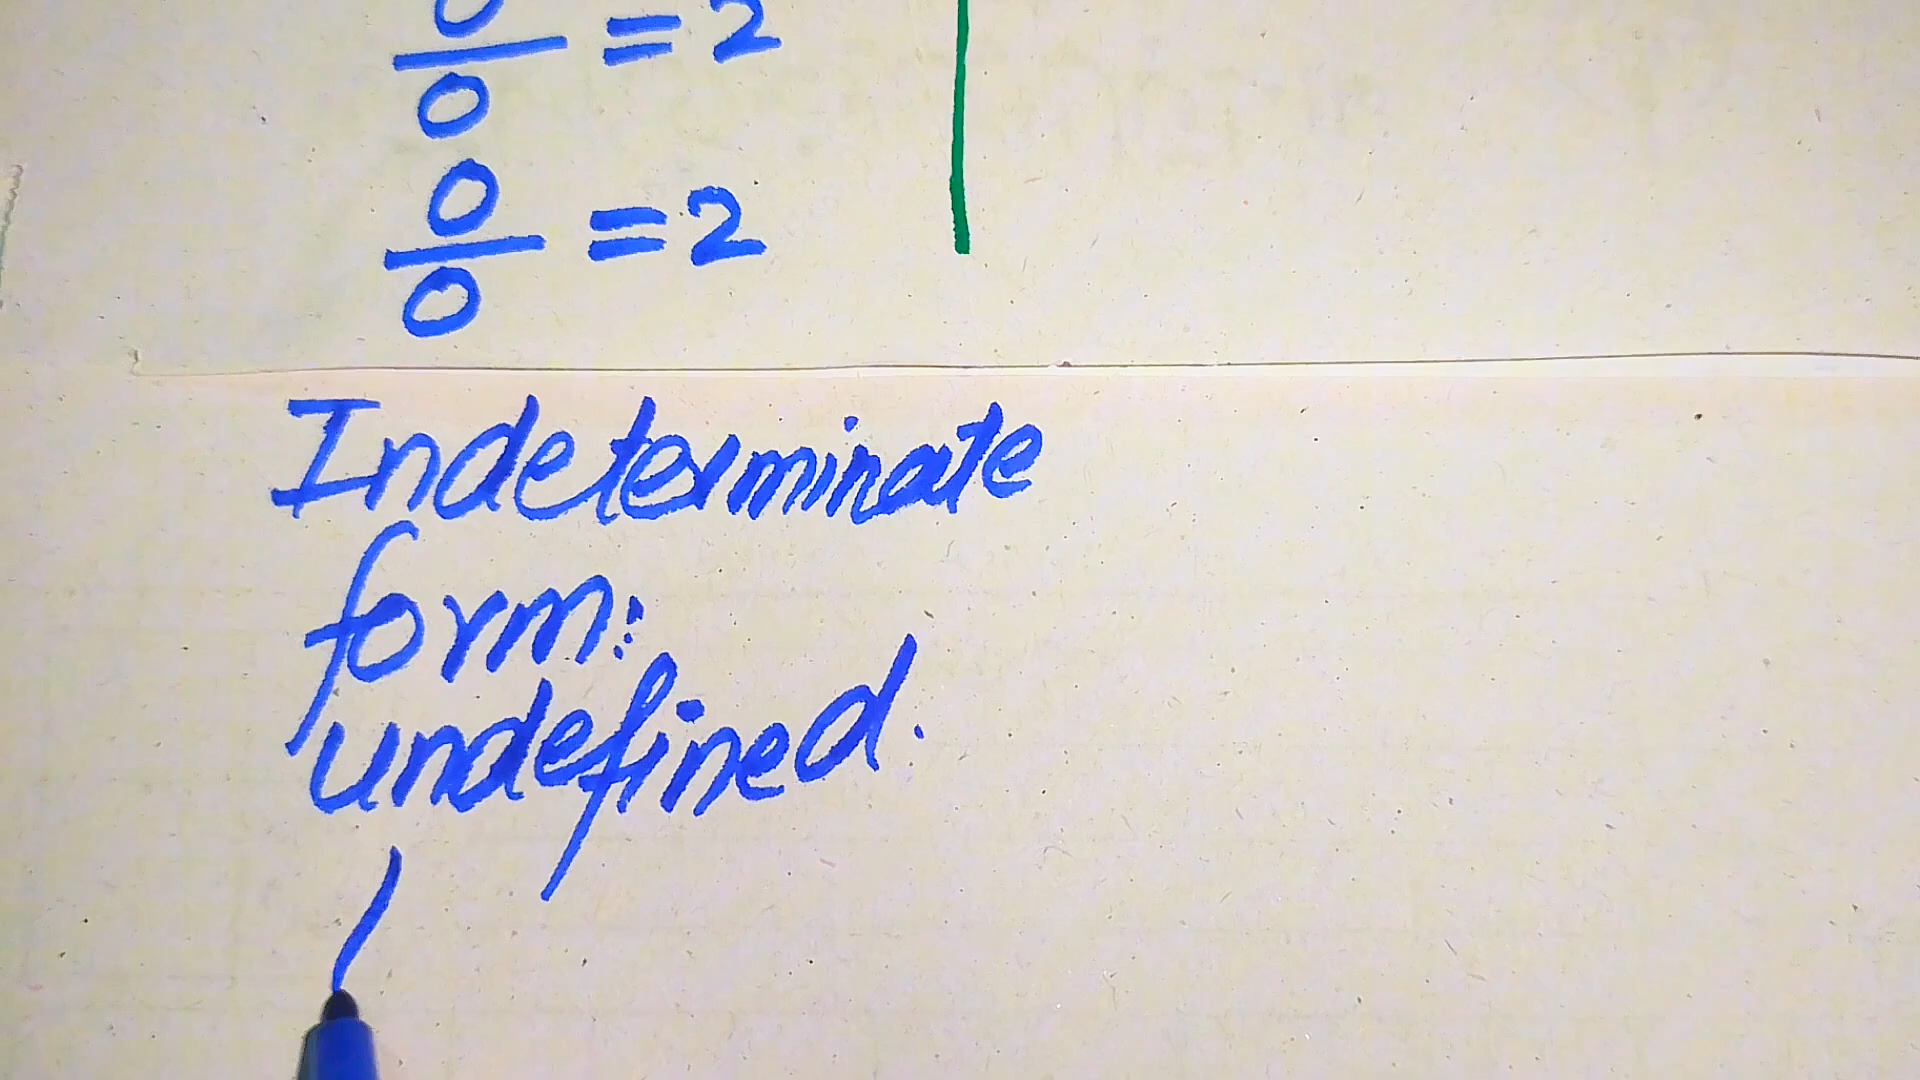 0/0 = 2
0/0 = 2
Indeterminate
form:
undefined.